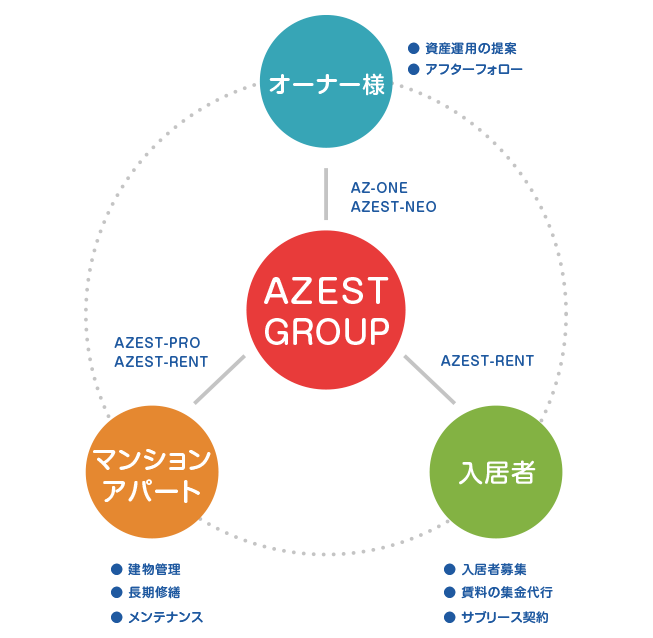 オーナー様
● 資産運用の提案
● アフターフォロー
AZ-ONE
AZEST-NEO
AZEST
GROUP
AZEST-PRO
AZEST-RENT
AZEST-RENT
マンション
アパート
入居者
● 建物管理
● 長期修繕
● メンテナンス
● 入居者募集
● 賃料の集金代行
● サブリース契約